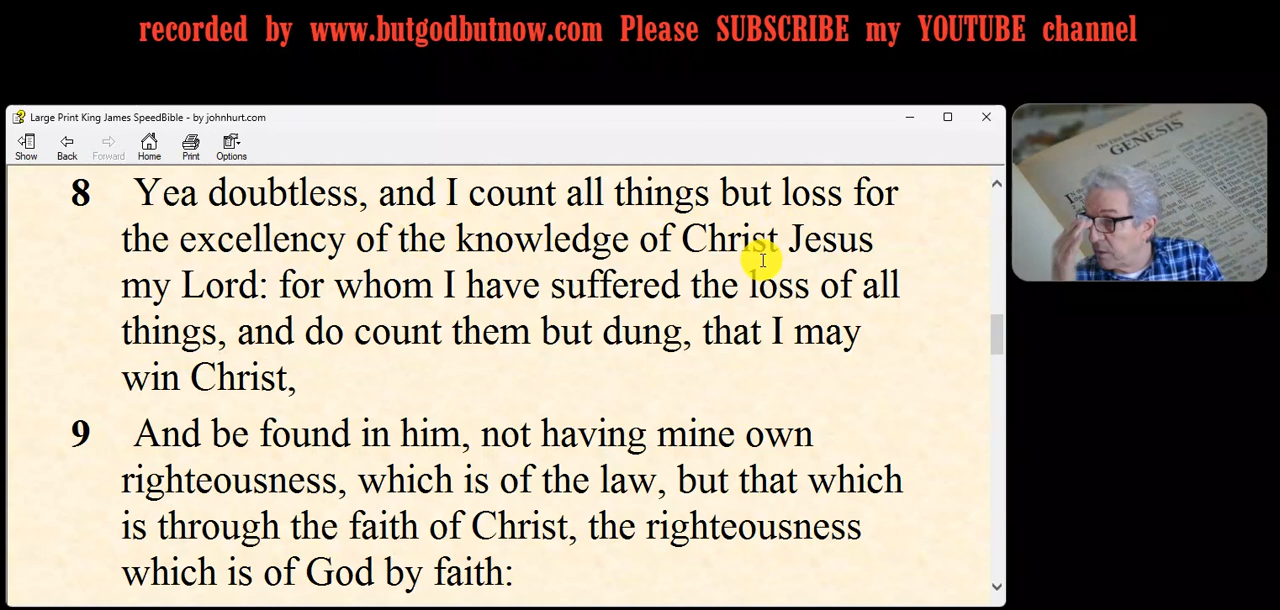 recorded by www.butgodbutnow.com Please SUBSCRIBE my YOUTUBE channel
Large Print King James SpeedBible - by johnhurt.com
Show Back Forward Home Print Options
8 Yea doubtless, and I count all things but loss for
the excellency of the knowledge of Christ Jesus
my Lord: for whom I have suffered the loss of all
things, and do count them but dung, that I may
win Christ,
9 And be found in him, not having mine own
righteousness, which is of the law, but that which
is through the faith of Christ, the righteousness
which is of God by faith:
GENESIS